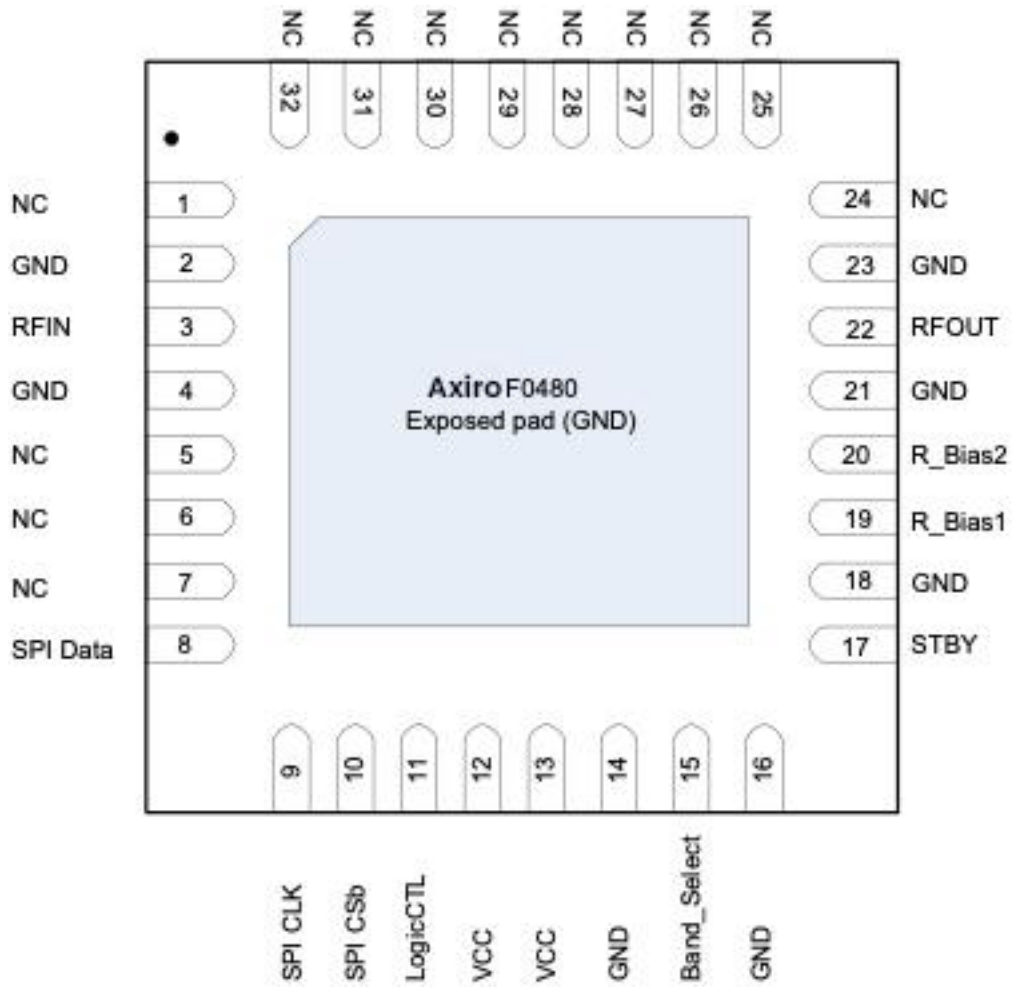 NC NC NC NC NC NC NC NC
32 31 30 29 28 27 26 25
NC 1
GND 2
RFIN 3
GND 4
NC 5
NC 6
NC 7
SPI Data 8
24 NC
23 GND
22 RFOUT
21 GND
20 R_Bias2
19 R_Bias1
18 GND
17 STBY
Axiro F0480
Exposed pad (GND)
9 10 11 12 13 14 15 16
SPI CLK
SPI CSb
LogicCTL
VCC
VCC
GND
Band_Select
GND